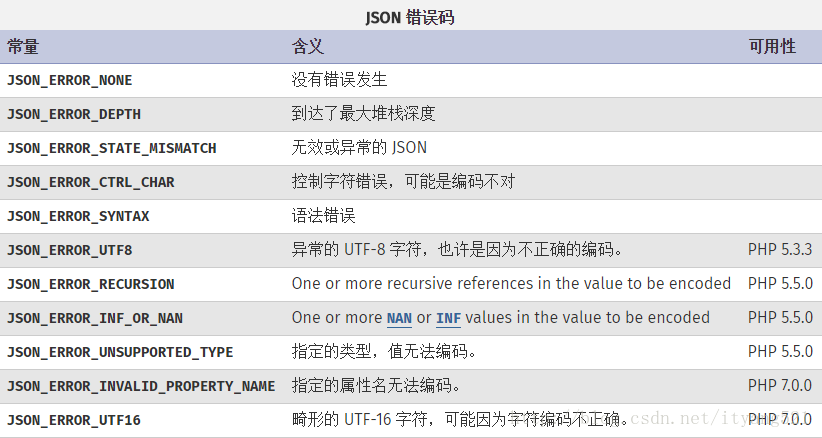 JSON 错误码
常量 含义 可用性
JSON_ERROR_NONE 没有错误发生
JSON_ERROR_DEPTH 到达了最大堆栈深度
JSON_ERROR_STATE_MISMATCH 无效或异常的 JSON
JSON_ERROR_CTRL_CHAR 控制字符错误，可能是编码不对
JSON_ERROR_SYNTAX 语法错误
JSON_ERROR_UTF8 异常的 UTF-8 字符，也许是因为不正确的编码。 PHP 5.3.3
JSON_ERROR_RECURSION One or more recursive references in the value to be encoded PHP 5.5.0
JSON_ERROR_INF_OR_NAN One or more NAN or INF values in the value to be encoded PHP 5.5.0
JSON_ERROR_UNSUPPORTED_TYPE 指定的类型，值无法编码。 PHP 5.5.0
JSON_ERROR_INVALID_PROPERTY_NAME 指定的属性名无法编码。 PHP 7.0.0
JSON_ERROR_UTF16 畸形的 UTF-16 字符，可能因为字符编码不正确。 PHP 7.0.0